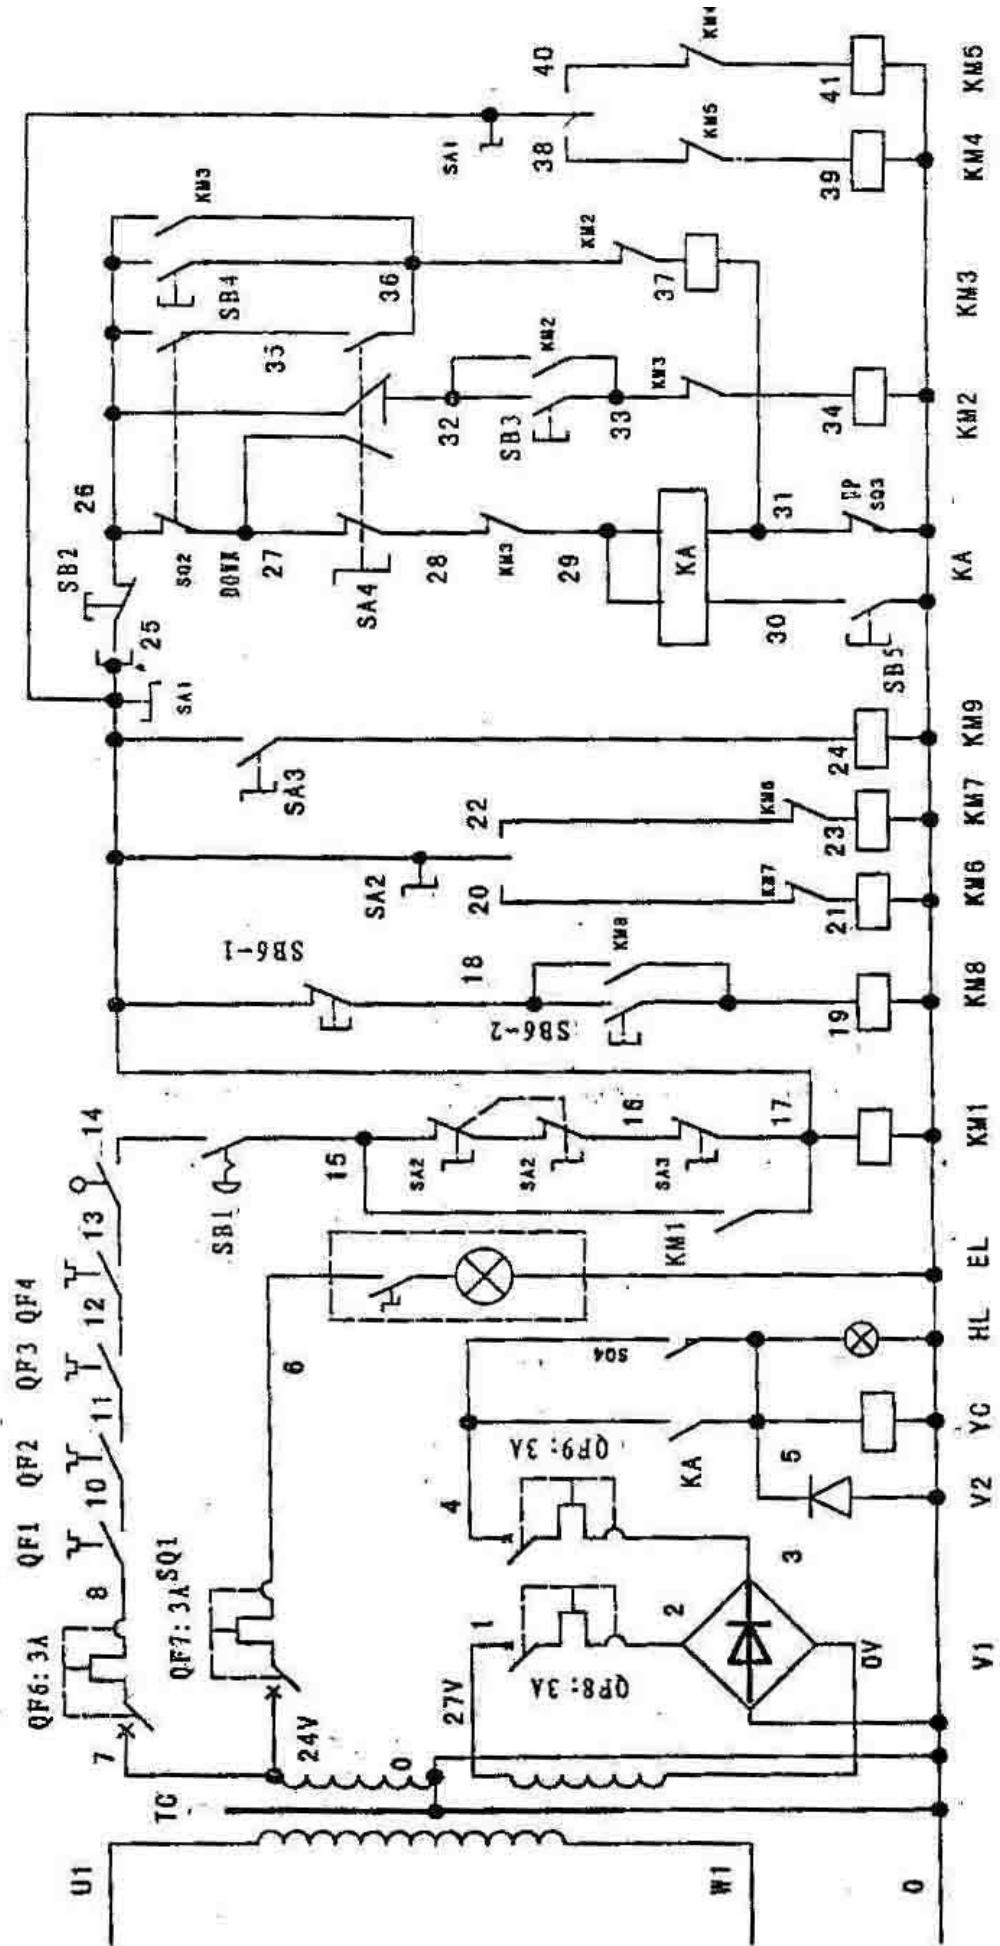 U1
W1
0
TC
7
QF6:3A
8
QF1
10
QF2
11
QF3
12
QF4
13
14
QF7:3A
SQ1
24V
0
6
27V
1
QF8:3A
2
0V
3
4
QF9:3A
KA
5
SQ4
V1
V2
YC
HL
EL
SB1
15
SA2
SA2
16
SA3
17
KM1
KM1
SB6-1
18
SB6-2
KM8
19
KM8
SA2
20
22
KM7
KM6
21
23
KM6
KM7
SA3
24
KM9
SA1
25
SB2
26
SQ2
DOWN
27
SA4
28
KM3
29
KA
30
31
SB5
UP
SQ3
KA
35
SB4
KM3
36
32
SB3
KM2
33
KM3
34
KM2
KM2
37
KM3
SA1
38
40
KM5
KM4
39
41
KM4
KM5